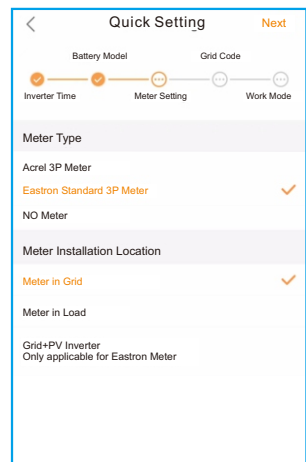 Quick Setting
Next
Battery Model
Grid Code
Inverter Time
Meter Setting
Work Mode
Meter Type
Acrel 3P Meter
Eastron Standard 3P Meter
NO Meter
Meter Installation Location
Meter in Grid
Meter in Load
Grid+PV Inverter
Only applicable for Eastron Meter